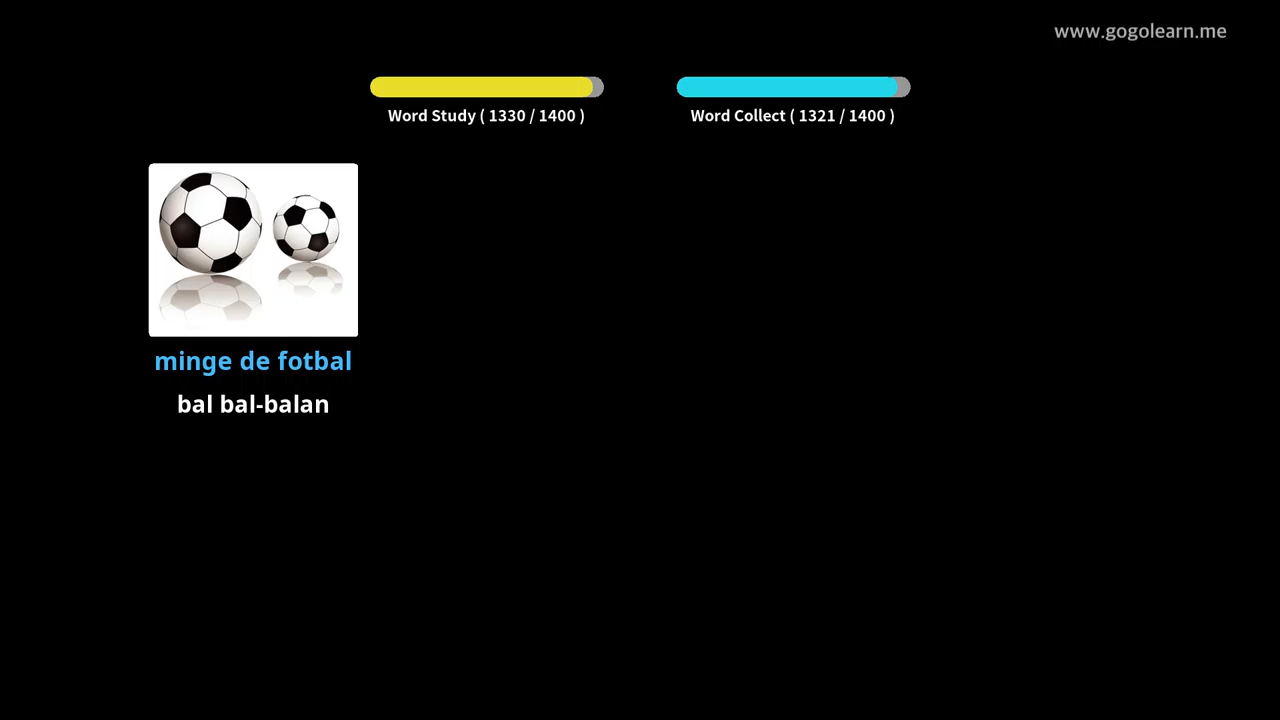 www.gogolearn.me
Word Study ( 1330 / 1400 )
Word Collect ( 1321 / 1400 )
minge de fotbal
bal bal-balan